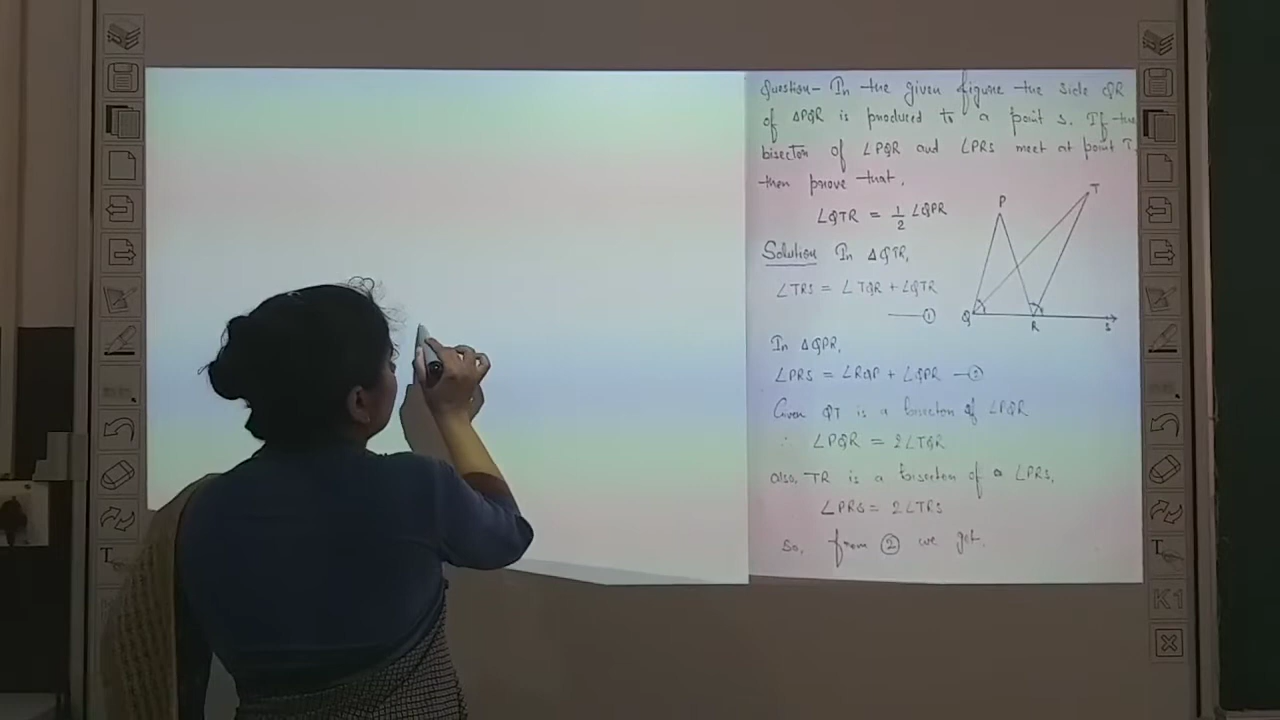 Question- In the given figure the side QR
of ΔPQR is produced to a point S. If the
bisector of ∠PQR and ∠PRS meet at point T,
then prove that,
∠QTR = 1/2 ∠QPR
Solution In ΔQTR,
∠TRS = ∠TQR + ∠QTR
①
In ΔQPR,
∠PRS = ∠RQP + ∠QPR —②
Given QT is a bisector of ∠PQR
∴ ∠PQR = 2∠TQR
also, TR is a bisector of ∠PRS,
∠PRS = 2∠TRS
So, from ② we get,
P
T
Q
R
S
T
K1